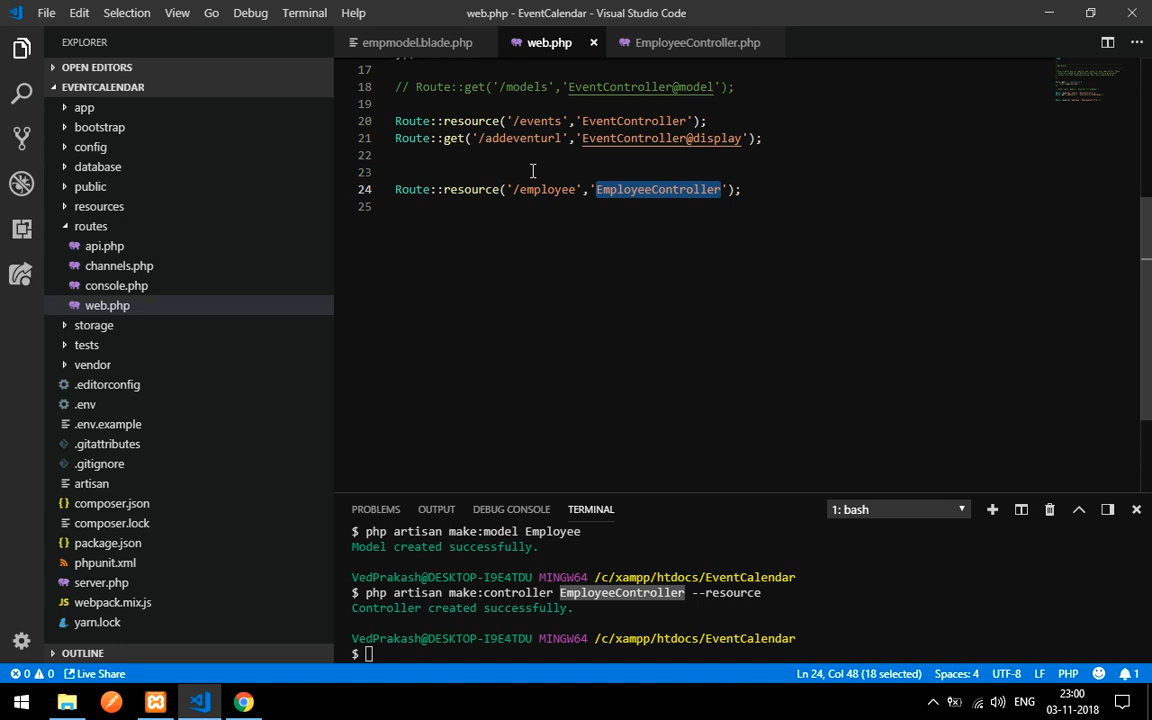 File Edit Selection View Go Debug Terminal Help
web.php - EventCalendar - Visual Studio Code
EXPLORER
OPEN EDITORS
EVENTCALENDAR
app
bootstrap
config
database
public
resources
routes
api.php
channels.php
console.php
web.php
storage
tests
vendor
.editorconfig
.env
.env.example
.gitattributes
.gitignore
artisan
composer.json
composer.lock
package.json
phpunit.xml
server.php
webpack.mix.js
yarn.lock
OUTLINE
empmodel.blade.php web.php EmployeeController.php
17
18 // Route::get('/models','EventController@model');
19
20 Route::resource('/events','EventController');
21 Route::get('/addeventurl','EventController@display');
22
23
24 Route::resource('/employee','EmployeeController');
25
PROBLEMS OUTPUT DEBUG CONSOLE TERMINAL 1: bash
$ php artisan make:model Employee
Model created successfully.
VedPrakash@DESKTOP-I9E4TDU MINGW64 /c/xampp/htdocs/EventCalendar
$ php artisan make:controller EmployeeController --resource
Controller created successfully.
VedPrakash@DESKTOP-I9E4TDU MINGW64 /c/xampp/htdocs/EventCalendar
$
0 0 Live Share Ln 24, Col 48 (18 selected) Spaces: 4 UTF-8 LF PHP 1
ENG 23:00
03-11-2018